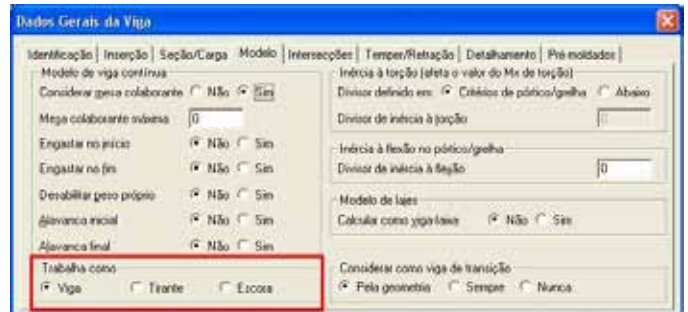 Dados Gerais da Viga
Identificação Inserção Seção/Carga Modelo Intersecções Temper/Retração Detalhamento Pré-moldados
Modelo de viga contínua
Considerar mesa colaborante Não Sim
Mesa colaborante máxima 0
Engastar no início Não Sim
Engastar no fim Não Sim
Desabilitar peso próprio Não Sim
Alavanca inicial Não Sim
Alavanca final Não Sim
Trabalha como
Viga Tirante Escora
Inércia à torção (afeta o valor do Mx de torção)
Divisor definido em: Critérios de pórtico/grelha Abaixo
Divisor de inércia à torção
Inércia à flexão no pórtico/grelha
Divisor de inércia à flexão 0
Modelo de lajes
Calcular como viga-faixa Não Sim
Considerar como viga de transição
Pela geometria Sempre Nunca